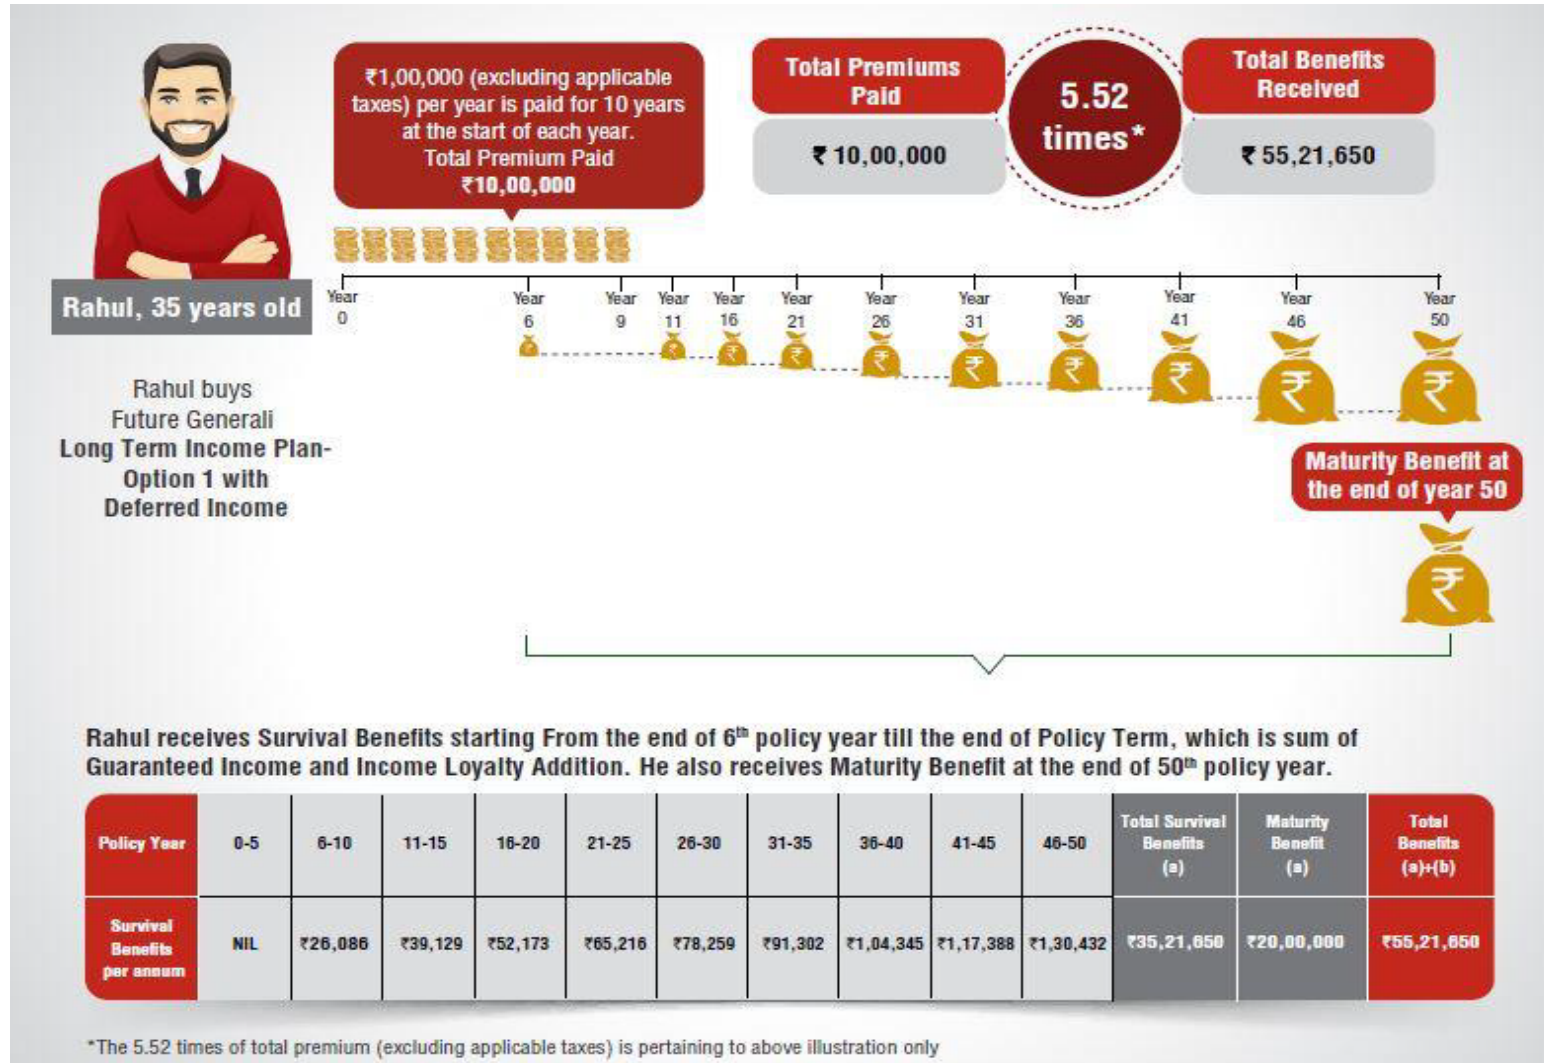 ₹1,00,000 (excluding applicable
taxes) per year is paid for 10 years
at the start of each year.
Total Premium Paid
₹10,00,000
Total Premiums
Paid
₹ 10,00,000
5.52
times*
Total Benefits
Received
₹ 55,21,650
Rahul, 35 years old
Year Year Year Year Year Year Year Year Year Year Year Year
0 6 9 11 16 21 26 31 36 41 46 50
Rahul buys
Future Generali
Long Term Income Plan-
Option 1 with
Deferred Income
Maturity Benefit at
the end of year 50
Rahul receives Survival Benefits starting From the end of 6th policy year till the end of Policy Term, which is sum of
Guaranteed Income and Income Loyalty Addition. He also receives Maturity Benefit at the end of 50th policy year.
Policy Year 0-5 6-10 11-15 16-20 21-25 26-30 31-35 36-40 41-45 46-50
Total Survival
Benefits
(a)
Maturity
Benefit
(a)
Total
Benefits
(a)+(b)
Survival
Benefits
per annum
NIL ₹26,086 ₹39,129 ₹52,173 ₹65,216 ₹78,259 ₹91,302 ₹1,04,345 ₹1,17,388 ₹1,30,432 ₹35,21,650 ₹20,00,000 ₹55,21,650
*The 5.52 times of total premium (excluding applicable taxes) is pertaining to above illustration only